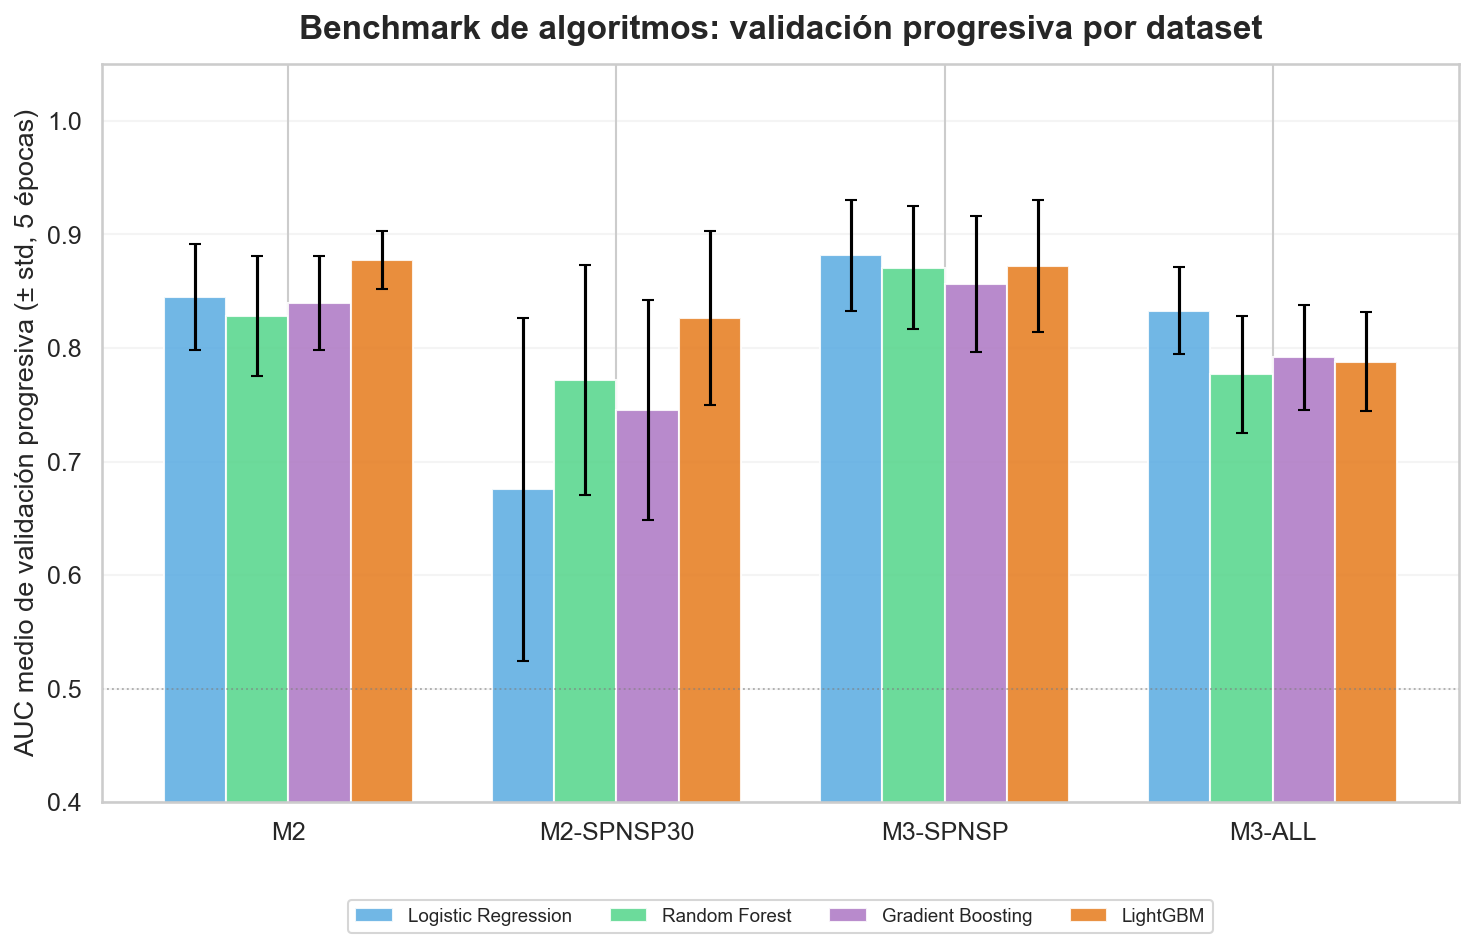 Benchmark de algoritmos: validación progresiva por dataset
AUC medio de validación progresiva (± std, 5 épocas)
1.0
0.9
0.8
0.7
0.6
0.5
0.4
M2
M2-SPNSP30
M3-SPNSP
M3-ALL
Logistic Regression
Random Forest
Gradient Boosting
LightGBM